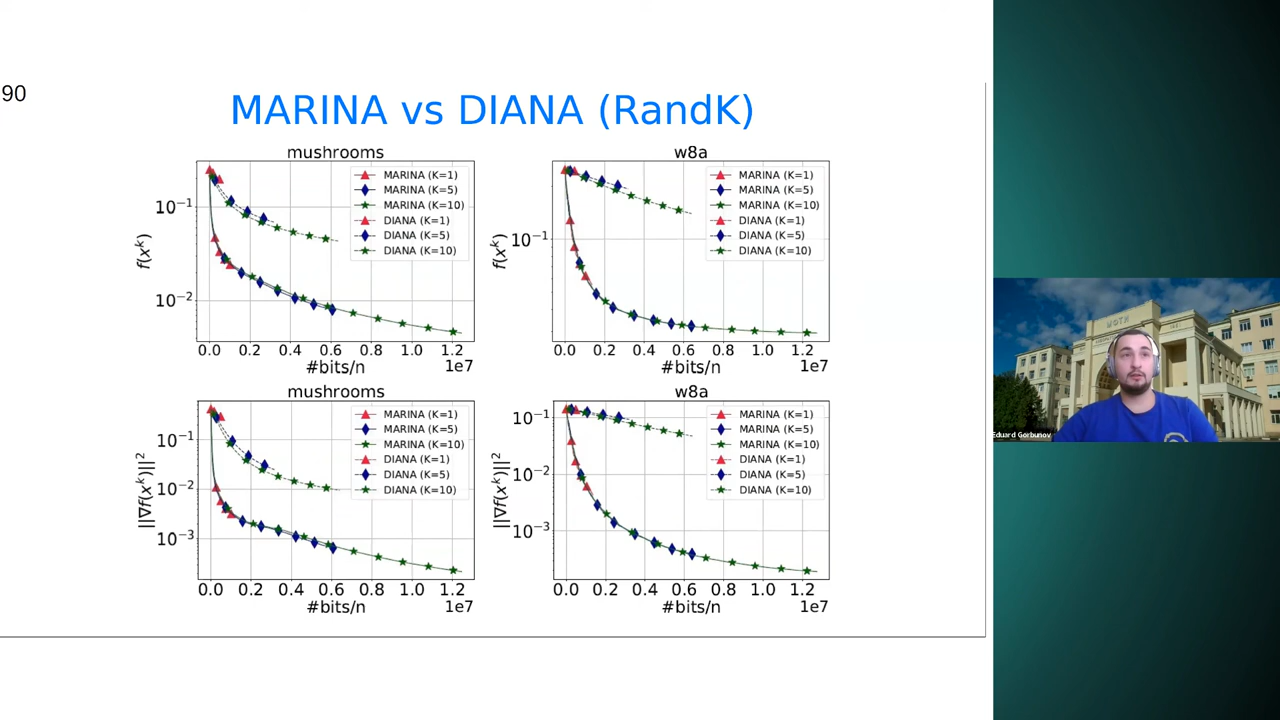 90
MARINA vs DIANA (RandK)
mushrooms
MARINA (K=1)
MARINA (K=5)
MARINA (K=10)
DIANA (K=1)
DIANA (K=5)
DIANA (K=10)
f(x^k)
10^-1
10^-2
0.0 0.2 0.4 0.6 0.8 1.0 1.2
#bits/n 1e7
w8a
MARINA (K=1)
MARINA (K=5)
MARINA (K=10)
DIANA (K=1)
DIANA (K=5)
DIANA (K=10)
f(x^k)
10^-1
0.0 0.2 0.4 0.6 0.8 1.0 1.2
#bits/n 1e7
mushrooms
MARINA (K=1)
MARINA (K=5)
MARINA (K=10)
DIANA (K=1)
DIANA (K=5)
DIANA (K=10)
||∇f(x^k)||^2
10^-1
10^-2
10^-3
0.0 0.2 0.4 0.6 0.8 1.0 1.2
#bits/n 1e7
w8a
MARINA (K=1)
MARINA (K=5)
MARINA (K=10)
DIANA (K=1)
DIANA (K=5)
DIANA (K=10)
||∇f(x^k)||^2
10^-1
10^-2
10^-3
0.0 0.2 0.4 0.6 0.8 1.0 1.2
#bits/n 1e7
Eduard Gorbunov